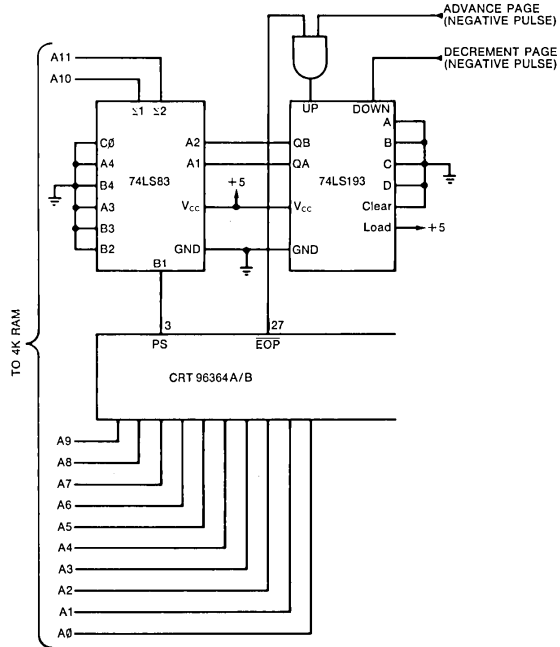 ADVANCE PAGE
(NEGATIVE PULSE)
DECREMENT PAGE
(NEGATIVE PULSE)
A11
A10
Σ1 Σ2
UP DOWN
CØ
A4
B4
A3
B3
B2
A2
A1
VCC
GND
74LS83
B1
+5
QB
QA
VCC
GND
74LS193
A
B
C
D
Clear
Load
+5
3
PS
27
EOP
CRT 96364A/B
TO 4K RAM
A9
A8
A7
A6
A5
A4
A3
A2
A1
AØ